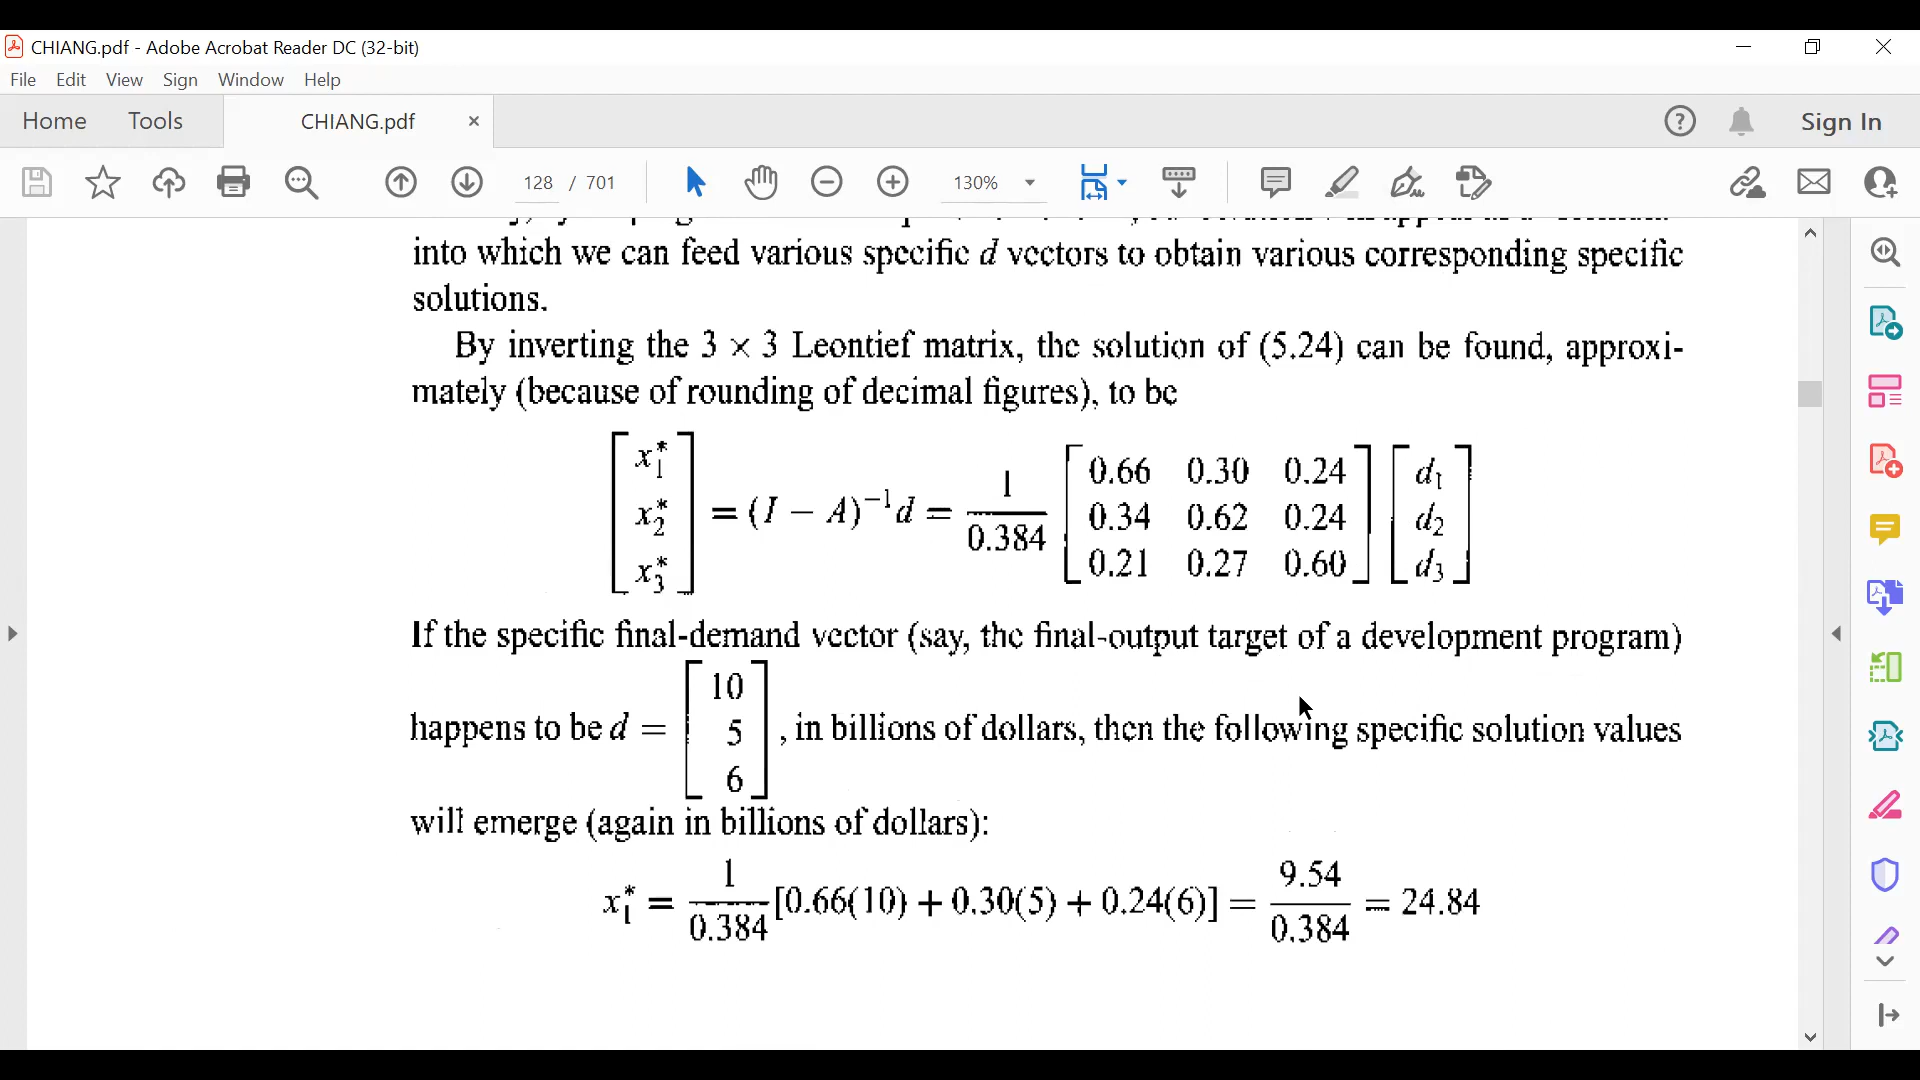 CHIANG.pdf - Adobe Acrobat Reader DC (32-bit)
File Edit View Sign Window Help
Home Tools CHIANG.pdf × Sign In
128 / 701 130%
into which we can feed various specific d vectors to obtain various corresponding specific
solutions.
By inverting the 3 × 3 Leontief matrix, the solution of (5.24) can be found, approxi-
mately (because of rounding of decimal figures), to be
[x₁* x₂* x₃*] = (I − A)⁻¹d = 1/0.384 [0.66 0.30 0.24; 0.34 0.62 0.24; 0.21 0.27 0.60] [d₁ d₂ d₃]
If the specific final-demand vector (say, the final-output target of a development program)
happens to be d = [10 5 6], in billions of dollars, then the following specific solution values
will emerge (again in billions of dollars):
x₁* = 1/0.384 [0.66(10) + 0.30(5) + 0.24(6)] = 9.54/0.384 = 24.84